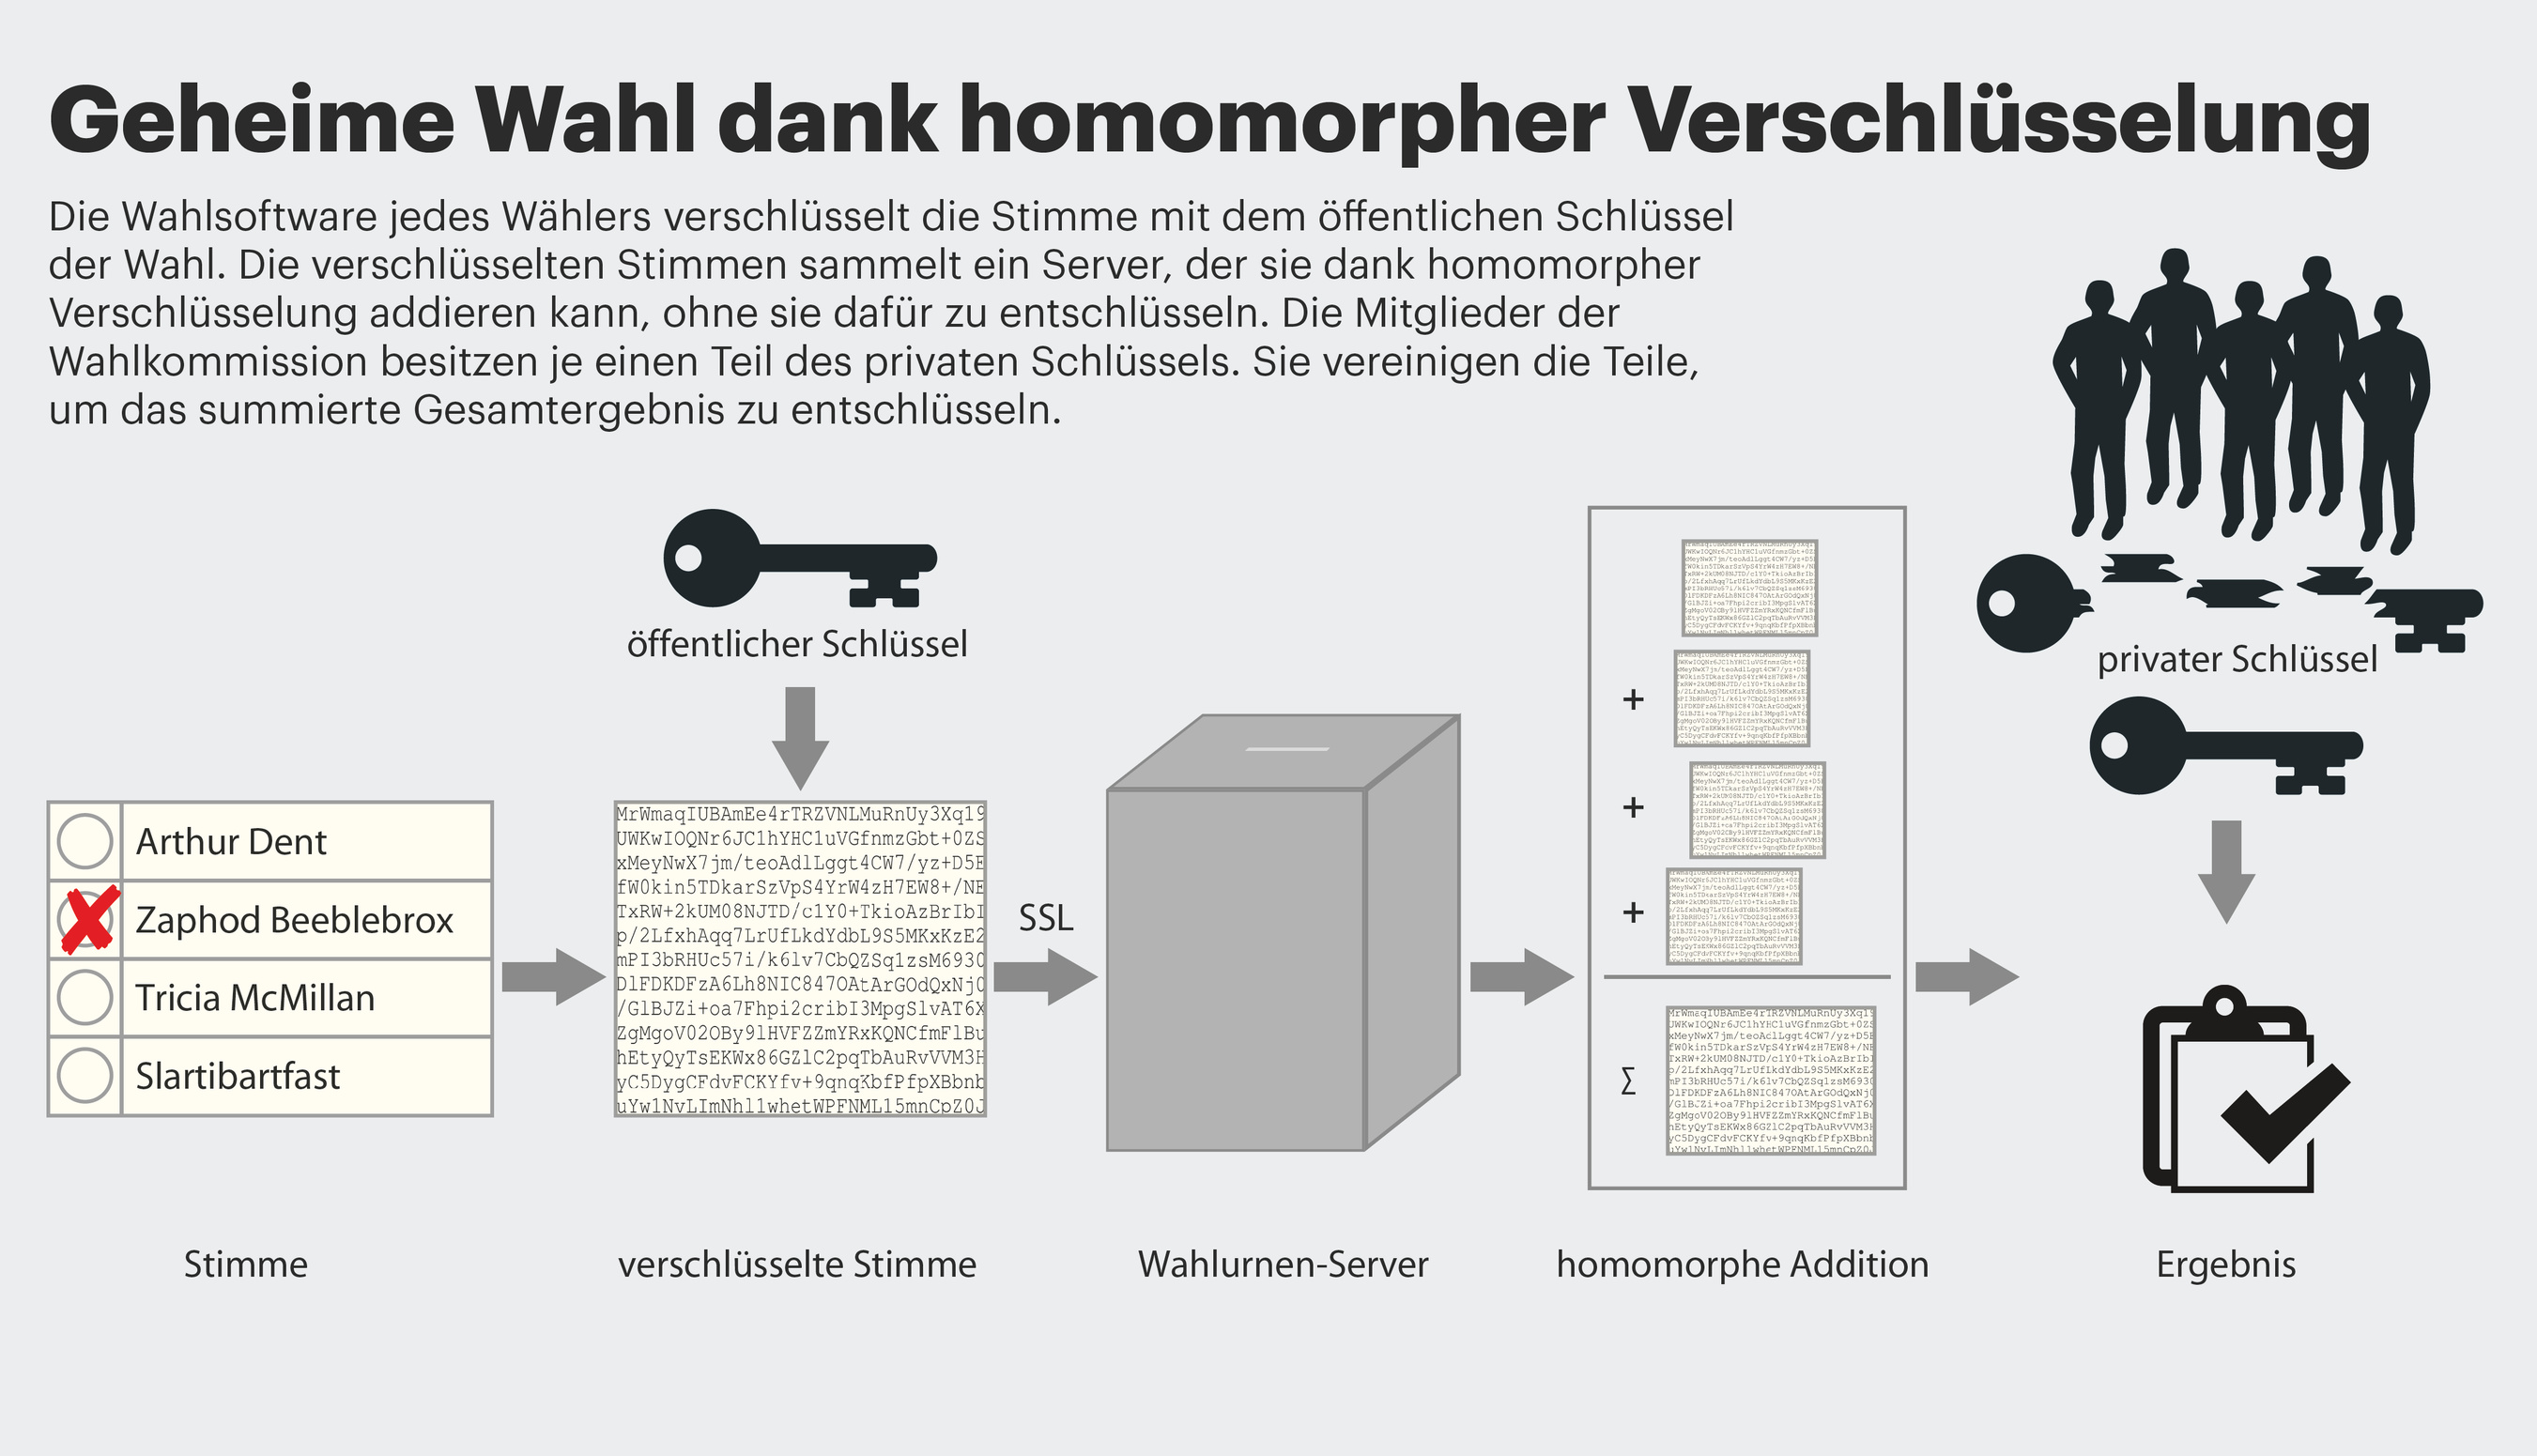 Geheime Wahl dank homomorpher Verschlüsselung
Die Wahlsoftware jedes Wählers verschlüsselt die Stimme mit dem öffentlichen Schlüssel
der Wahl. Die verschlüsselten Stimmen sammelt ein Server, der sie dank homomorpher
Verschlüsselung addieren kann, ohne sie dafür zu entschlüsseln. Die Mitglieder der
Wahlkommission besitzen je einen Teil des privaten Schlüssels. Sie vereinigen die Teile,
um das summierte Gesamtergebnis zu entschlüsseln.
öffentlicher Schlüssel
privater Schlüssel
Arthur Dent
Zaphod Beeblebrox
Tricia McMillan
Slartibartfast
MrWmaqIUBAmEe4rTRZVNLMuRnUy3Xq19
UWKwIOQNr6JC1hYHC1uVGfnmzGbt+0ZS
xMeyNwX7jm/teoAdlLggt4CW7/yz+D5E
fW0kin5TDkarSzVpS4YrW4zH7EW8+/NE
TxRW+2kUM08NJTD/c1Y0+TkioAzBrIbI
p/2LfxhAqq7LrUfLkdYdbL9S5MKxKzE2
mPI3bRHUc57i/k6lv7CbQZSq1zsM6930
DlFDKDFzA6Lh8NIC847OAtArGOdQxNj0
/GlBJZi+oa7Fhpi2cribI3MpgSlvAT6X
ZgMgoV02OBy9lHVFZZmYRxKQNCfmFlBu
hEtyQyTsEKWx86GZlC2pqTbAuRvVVM3H
yC5DygCFdvFCKYfv+9qnqKbfPfpXBbnb
uYw1NvLImNhl1whetWPFNML15mnCpZ0J
SSL
+
+
+
∑
Stimme
verschlüsselte Stimme
Wahlurnen-Server
homomorphe Addition
Ergebnis